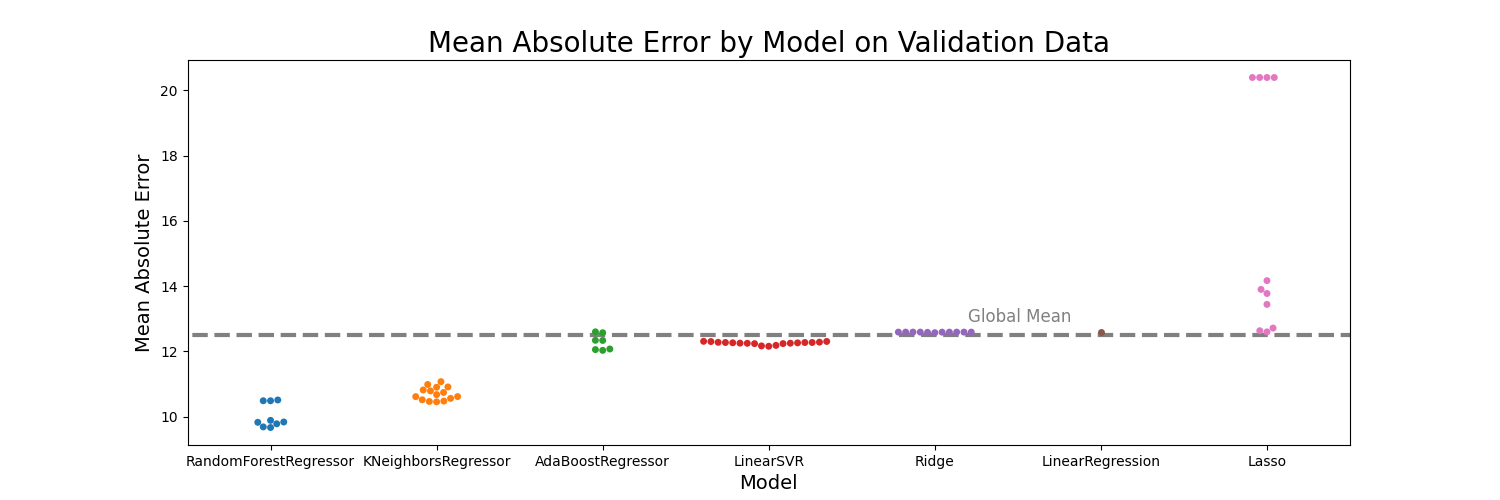 Mean Absolute Error by Model on Validation Data
Mean Absolute Error
20
18
16
14
12
10
Global Mean
RandomForestRegressor KNeighborsRegressor AdaBoostRegressor LinearSVR Ridge LinearRegression Lasso
Model